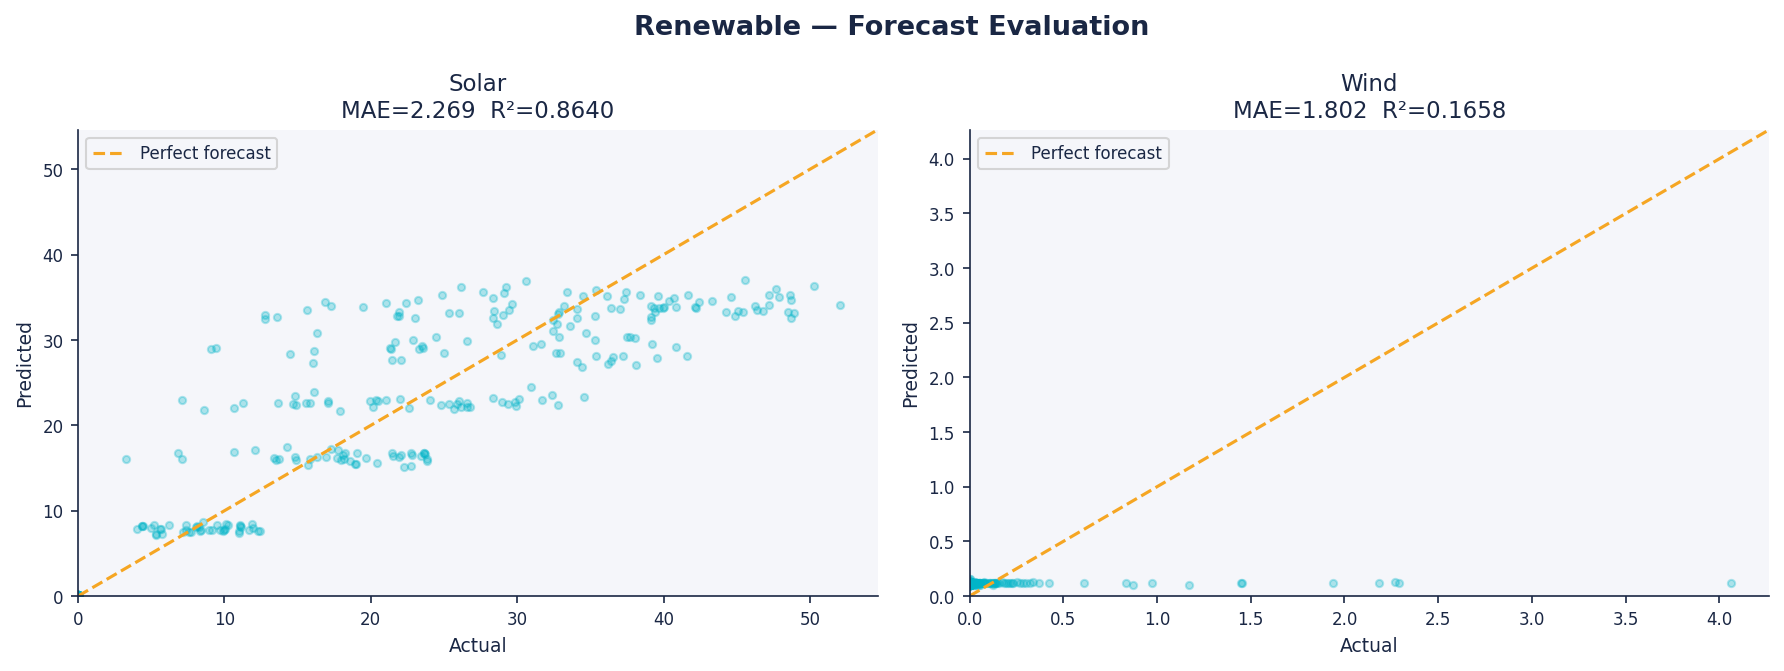 Renewable — Forecast Evaluation
Solar
MAE=2.269  R²=0.8640
Perfect forecast
50
40
30
20
10
0
Predicted
0 10 20 30 40 50
Actual
Wind
MAE=1.802  R²=0.1658
Perfect forecast
4.0
3.5
3.0
2.5
2.0
1.5
1.0
0.5
0.0
Predicted
0.0 0.5 1.0 1.5 2.0 2.5 3.0 3.5 4.0
Actual